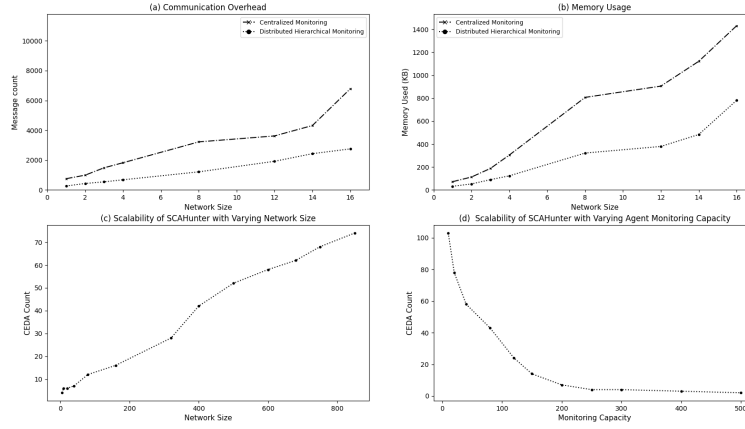 (a) Communication Overhead
Centralized Monitoring
Distributed Hierarchical Monitoring
Message count
10000
8000
6000
4000
2000
0
0 2 4 6 8 10 12 14 16
Network Size
(b) Memory Usage
Centralized Monitoring
Distributed Hierarchical Monitoring
Memory Used (KB)
1400
1200
1000
800
600
400
200
0
0 2 4 6 8 10 12 14 16
Network Size
(c) Scalability of SCAHunter with Varying Network Size
CEDA Count
70
60
50
40
30
20
10
0 200 400 600 800
Network Size
(d) Scalability of SCAHunter with Varying Agent Monitoring Capacity
CEDA Count
100
80
60
40
20
0
0 100 200 300 400 500
Monitoring Capacity